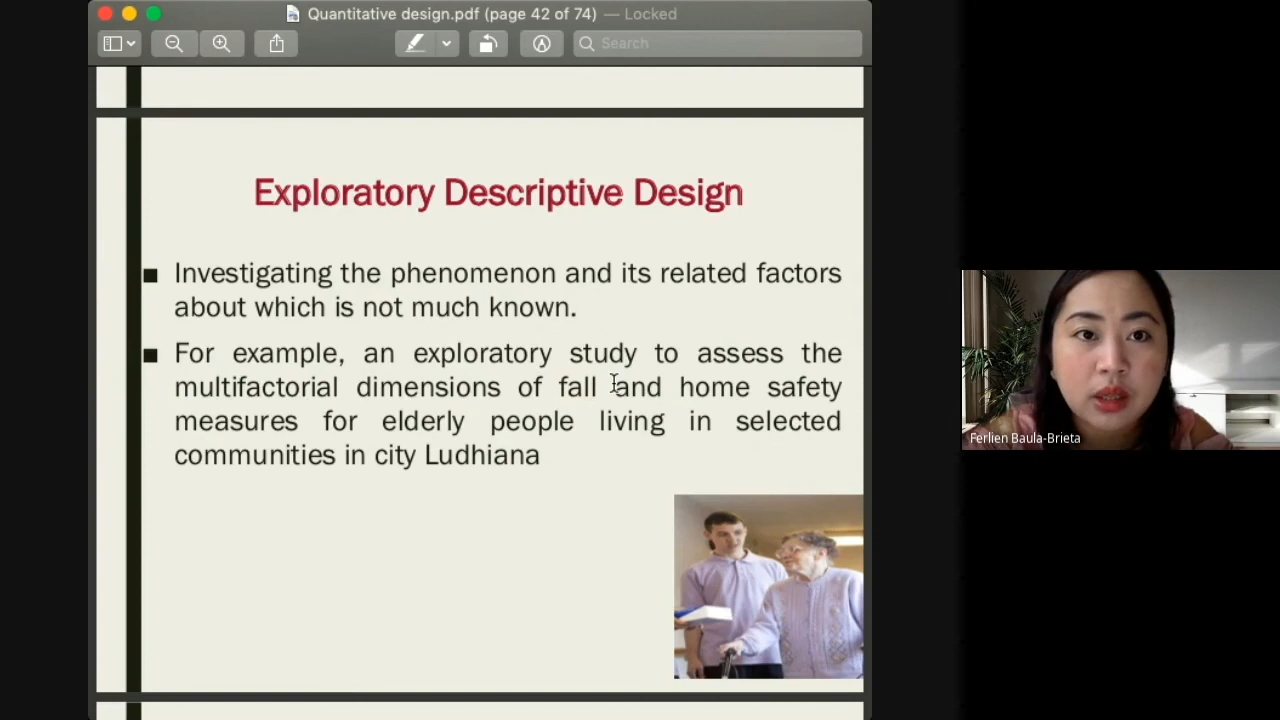 Quantitative design.pdf (page 42 of 74) — Locked
Search
Exploratory Descriptive Design
■ Investigating the phenomenon and its related factors
about which is not much known.
■ For example, an exploratory study to assess the
multifactorial dimensions of fall and home safety
measures for elderly people living in selected
communities in city Ludhiana
Ferlien Baula-Brieta